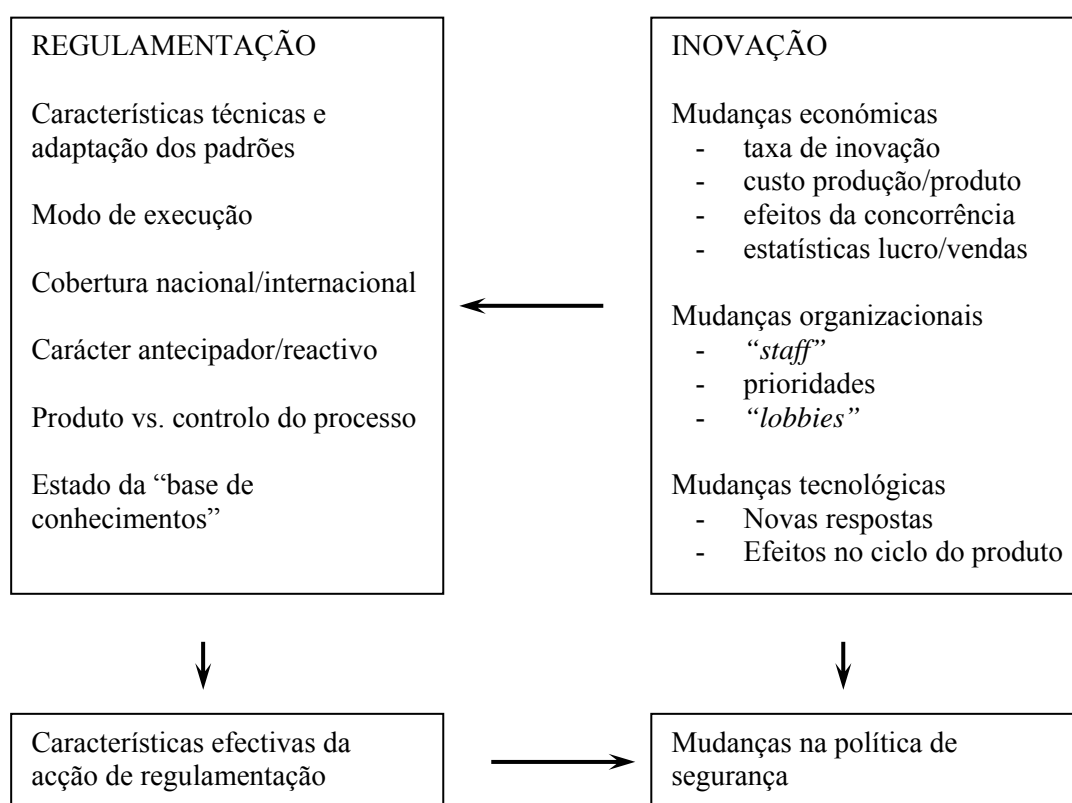 REGULAMENTAÇÃO
Características técnicas e
adaptação dos padrões
Modo de execução
Cobertura nacional/internacional
Carácter antecipador/reactivo
Produto vs. controlo do processo
Estado da “base de
conhecimentos”
INOVAÇÃO
Mudanças económicas
- taxa de inovação
- custo produção/produto
- efeitos da concorrência
- estatísticas lucro/vendas
Mudanças organizacionais
- “staff”
- prioridades
- “lobbies”
Mudanças tecnológicas
- Novas respostas
- Efeitos no ciclo do produto
Características efectivas da
acção de regulamentação
Mudanças na política de
segurança